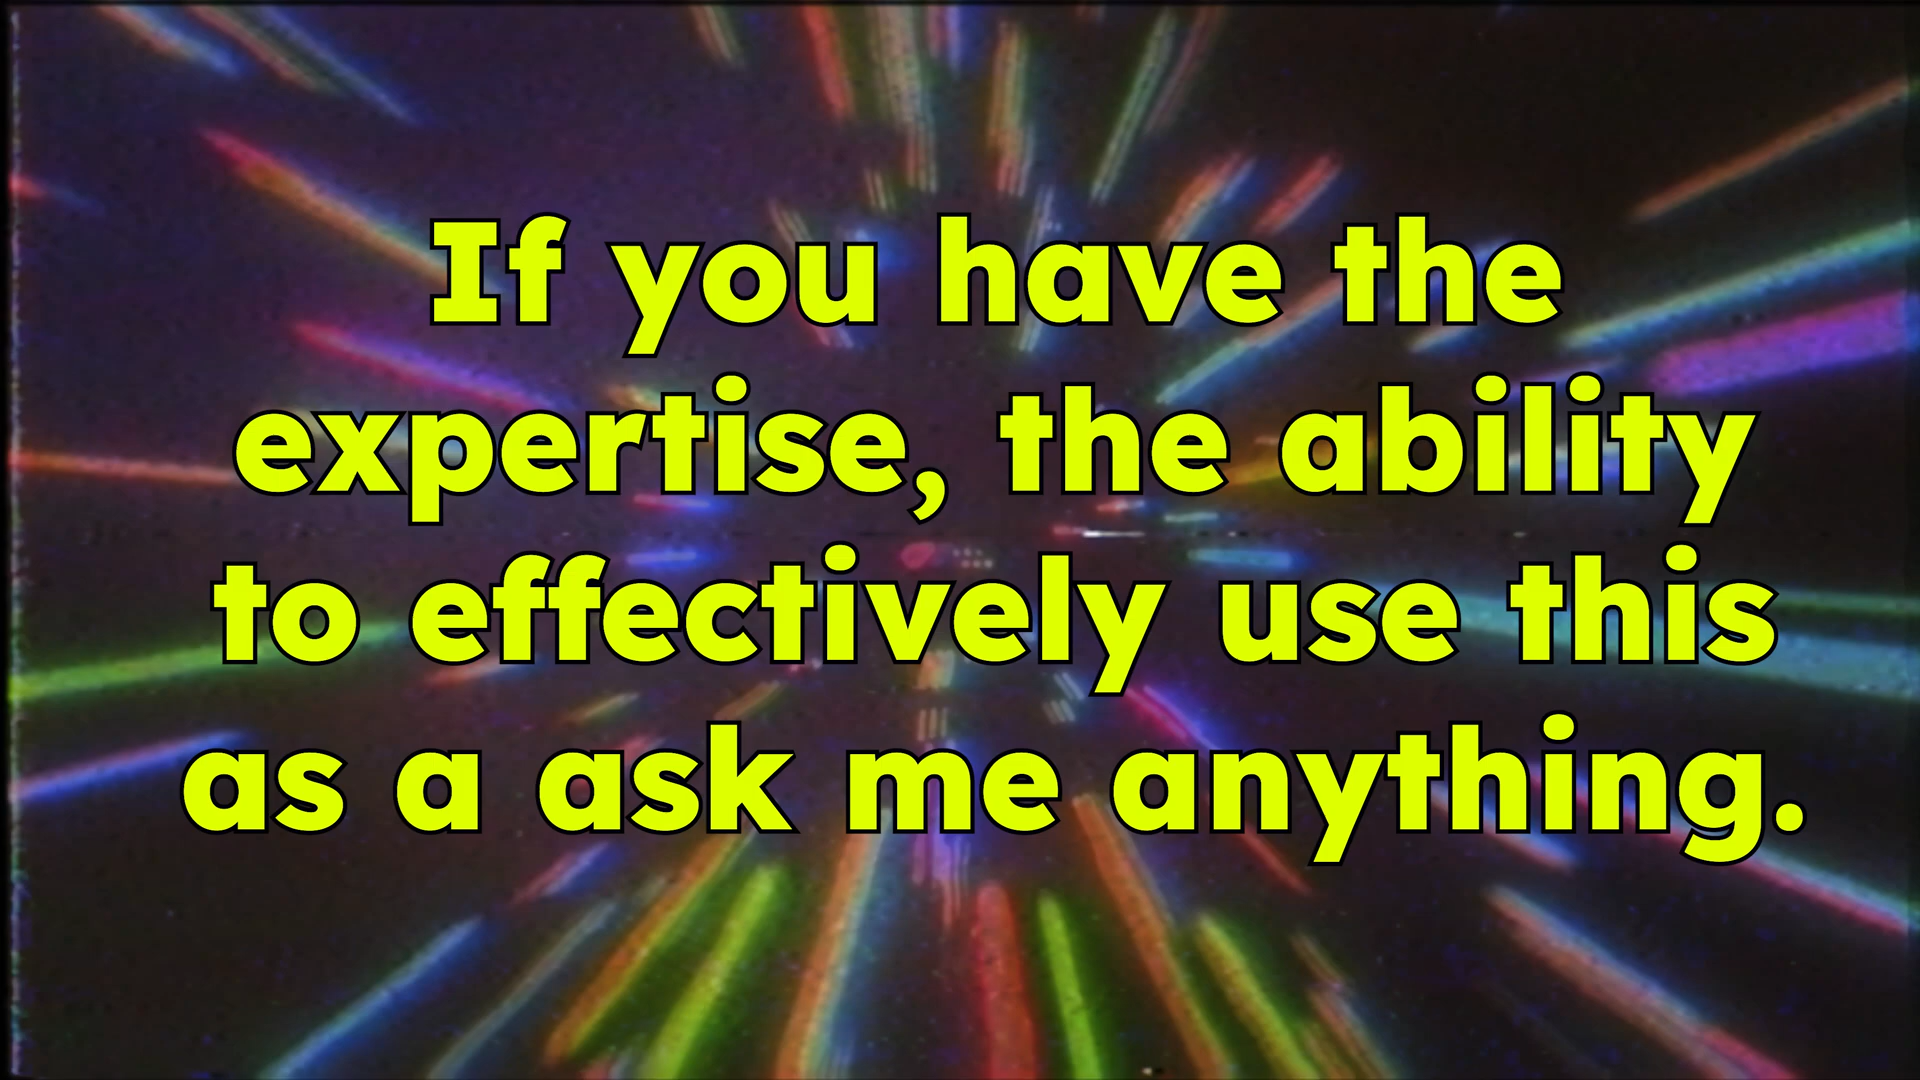 If you have the
expertise, the ability
to effectively use this
as a ask me anything.